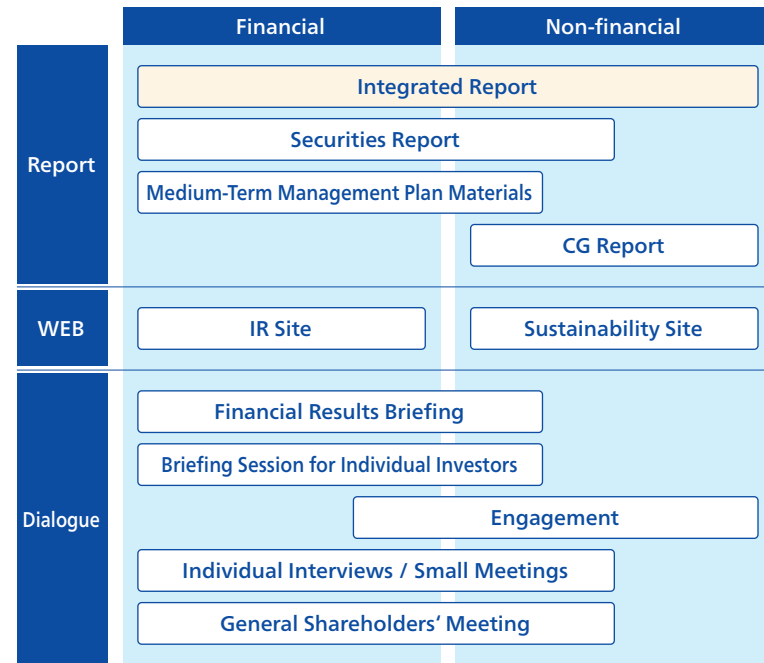 Financial
Non-financial
Report
Integrated Report
Securities Report
Medium-Term Management Plan Materials
CG Report
WEB
IR Site
Sustainability Site
Dialogue
Financial Results Briefing
Briefing Session for Individual Investors
Engagement
Individual Interviews / Small Meetings
General Shareholders’ Meeting